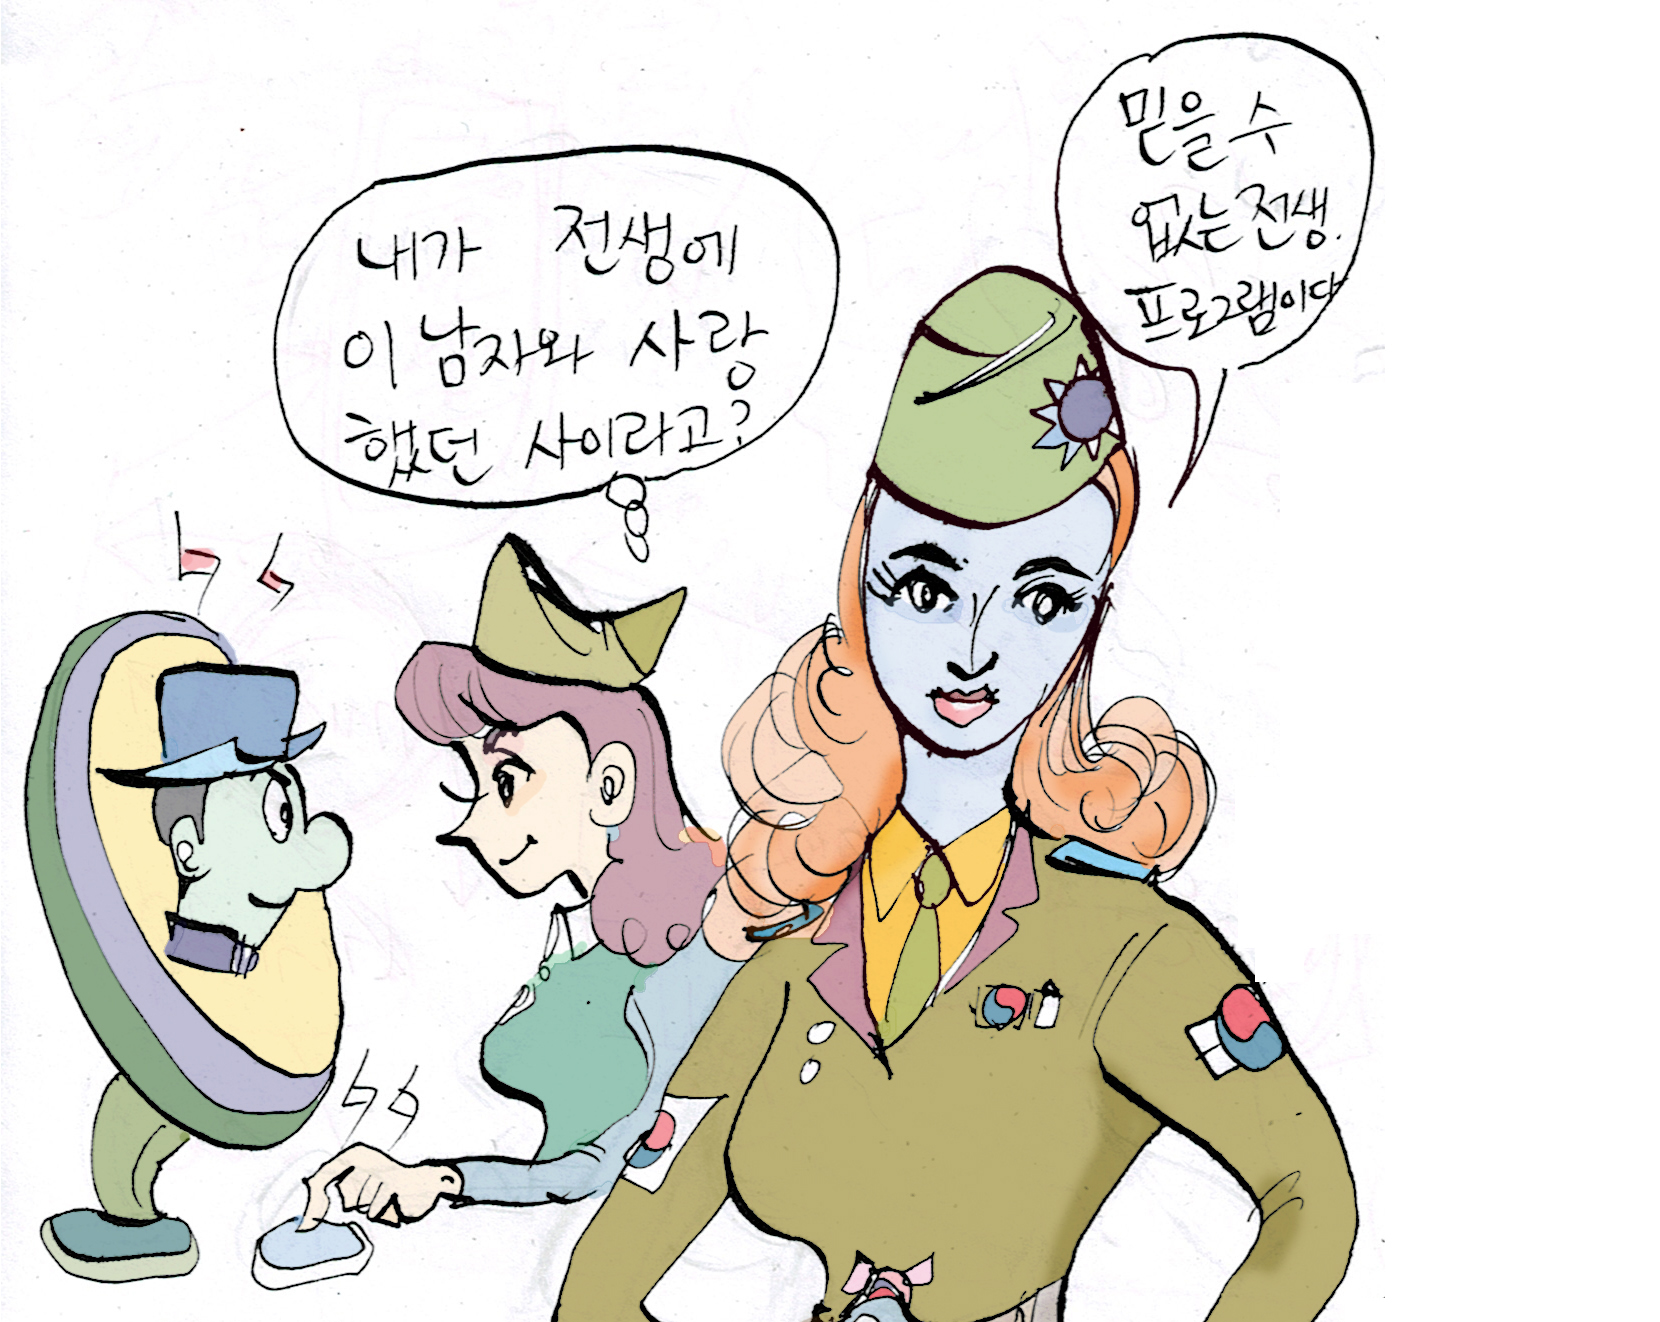 내가 전생에
이 남자와 사랑
했던 사이라고?
믿을 수
없는 전생.
프로그램이다